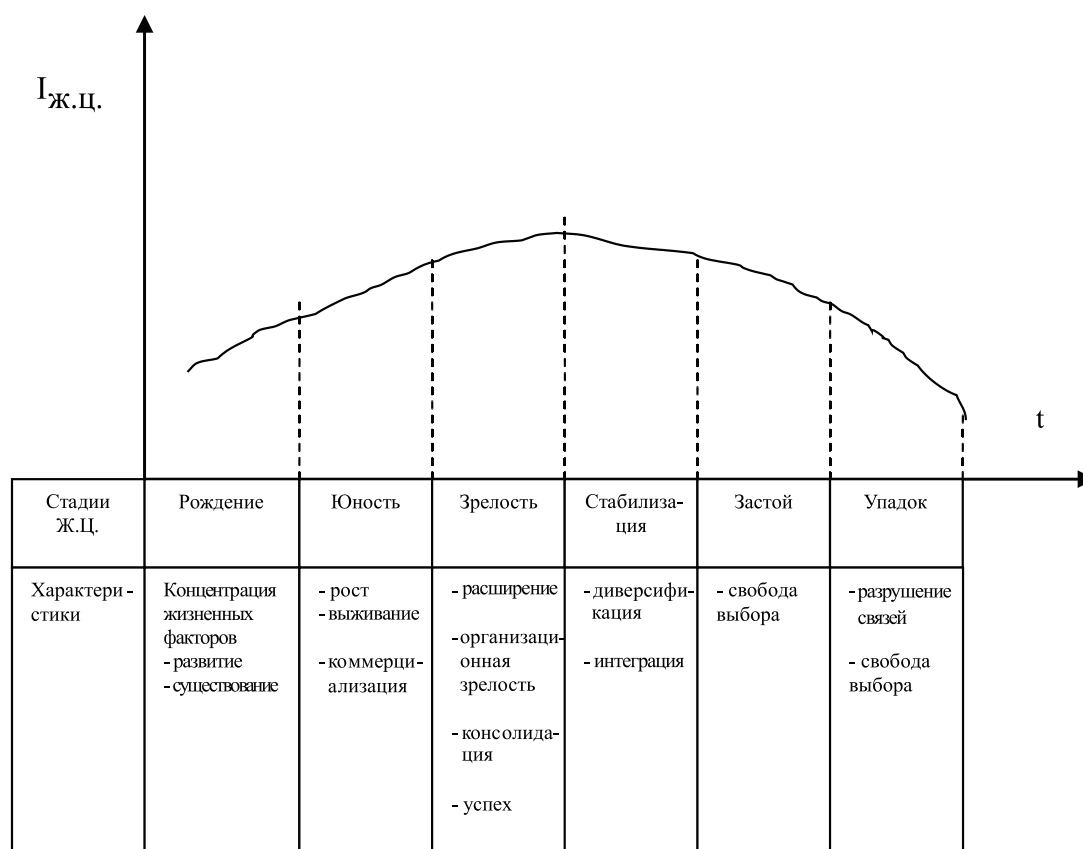 Iж.ц.
t
Стадии
Ж.Ц.
Рождение
Юность
Зрелость
Стабилиза-
ция
Застой
Упадок
Характери-
стики
Концентрация
жизненных
факторов
- развитие
- существование
- рост
- выживание
- коммерци-
ализация
- расширение
- организаци-
онная
зрелость
- консолида-
ция
- успех
- диверсифи-
кация
- интеграция
- свобода
выбора
- разрушение
связей
- свобода
выбора